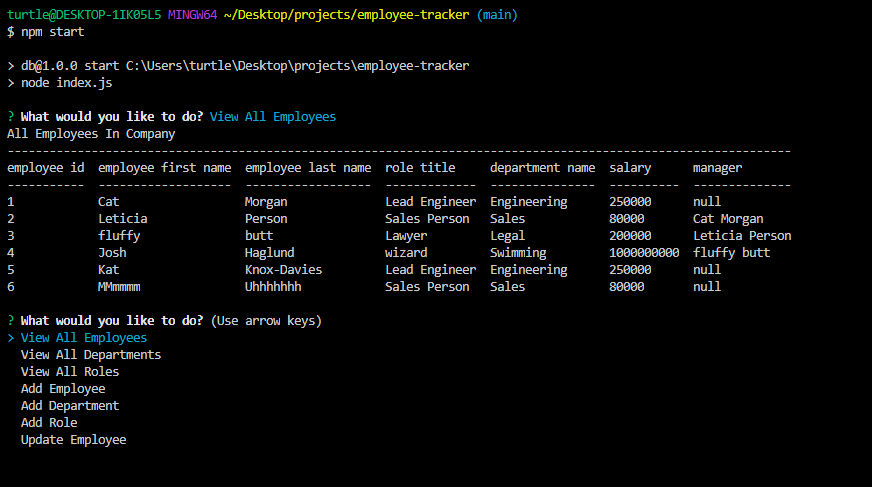 turtle@DESKTOP-1IK05L5 MINGW64 ~/Desktop/projects/employee-tracker (main)
$ npm start
> db@1.0.0 start C:\Users\turtle\Desktop\projects\employee-tracker
> node index.js
? What would you like to do? View All Employees
All Employees In Company
----------------------------------------------------------------------------------------------------------------
employee id  employee first name  employee last name  role title     department name  salary      manager
-----------  -------------------  ------------------  -------------  ---------------  ----------  --------------
1            Cat                  Morgan              Lead Engineer  Engineering      250000      null
2            Leticia              Person              Sales Person   Sales            80000       Cat Morgan
3            fluffy               butt                Lawyer         Legal            200000      Leticia Person
4            Josh                 Haglund             wizard         Swimming         1000000000  fluffy butt
5            Kat                  Knox-Davies         Lead Engineer  Engineering      250000      null
6            MMmmmm               Uhhhhhhh            Sales Person   Sales            80000       null
? What would you like to do? (Use arrow keys)
> View All Employees
  View All Departments
  View All Roles
  Add Employee
  Add Department
  Add Role
  Update Employee